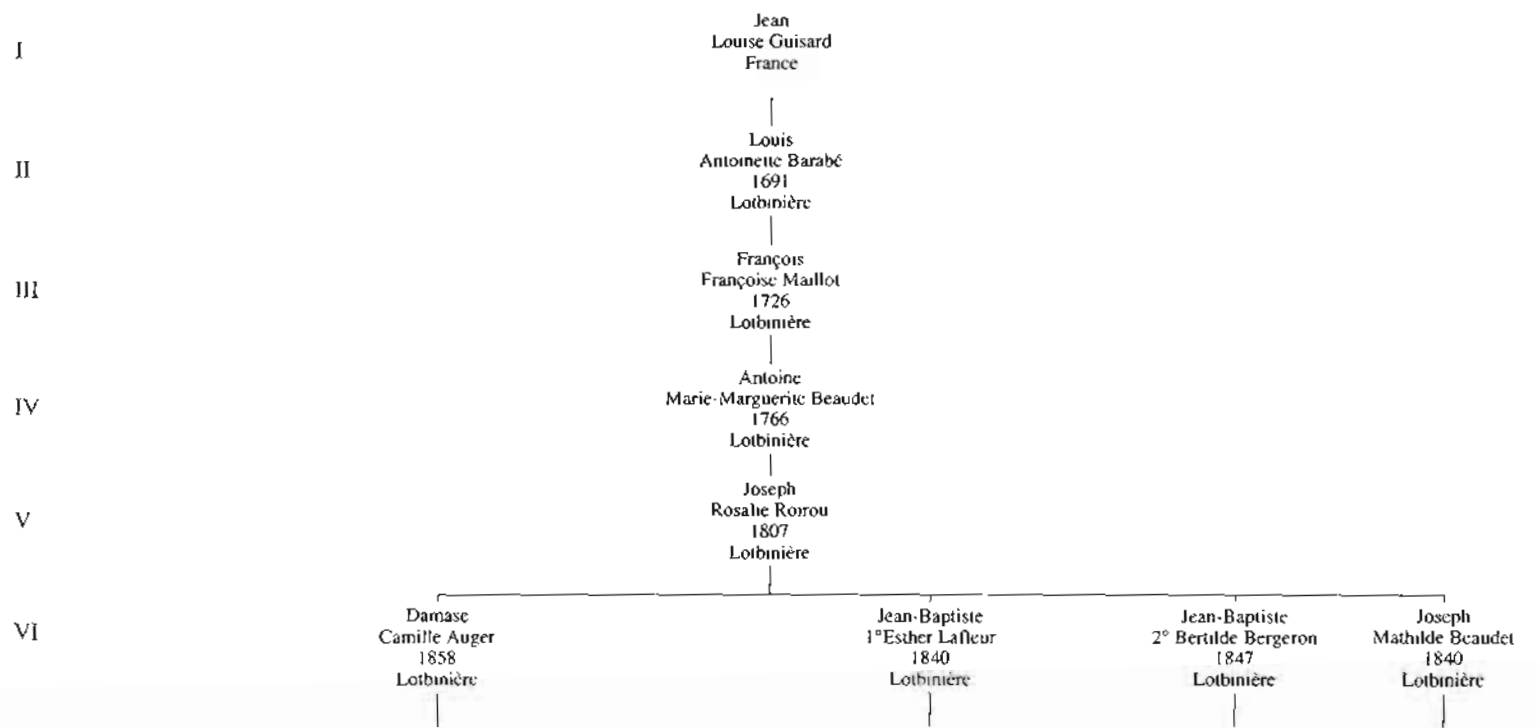 I
Jean
Louise Guisard
France
II
Louis
Antoinette Barabé
1691
Lotbinière
III
François
Françoise Maillot
1726
Lotbinière
IV
Antoine
Marie-Marguerite Beaudet
1766
Lotbinière
V
Joseph
Rosalie Roirou
1807
Lotbinière
VI
Damase
Camille Auger
1858
Lotbinière
Jean-Baptiste
1° Esther Lafleur
1840
Lotbinière
Jean-Baptiste
2° Bertilde Bergeron
1847
Lotbinière
Joseph
Mathilde Beaudet
1840
Lotbinière